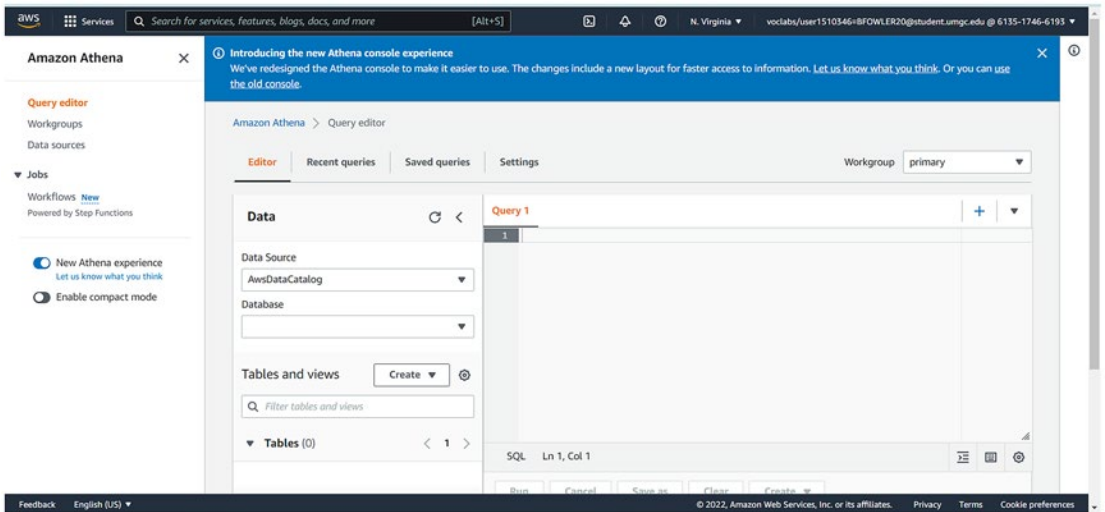 aws
Services
Search for services, features, blogs, docs, and more
[Alt+S]
N. Virginia
voclabs/user1510346=BFOWLER20@student.umgc.edu @ 6135-1746-6193
Amazon Athena
Introducing the new Athena console experience
We've redesigned the Athena console to make it easier to use. The changes include a new layout for faster access to information. Let us know what you think. Or you can use
the old console.
Query editor
Workgroups
Data sources
Jobs
Workflows New
Powered by Step Functions
New Athena experience
Let us know what you think
Enable compact mode
Amazon Athena > Query editor
Editor
Recent queries
Saved queries
Settings
Workgroup
primary
Data
Data Source
AwsDataCatalog
Database
Tables and views
Create
Filter tables and views
Tables (0)
< 1 >
Query 1
1
SQL
Ln 1, Col 1
Run
Cancel
Save as
Clear
Create
Feedback
English (US)
© 2022, Amazon Web Services, Inc. or its affiliates.
Privacy
Terms
Cookie preferences